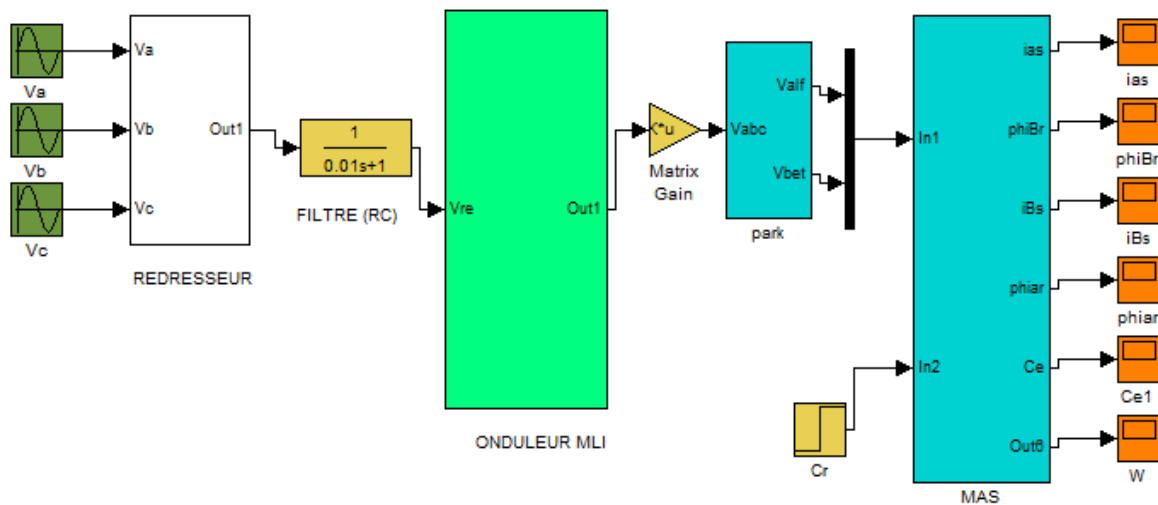 Va
Vb
Vc
Va
Vb
Vc
Out1
REDRESSEUR
1
0.01s+1
FILTRE (RC)
Vre
Out1
ONDULEUR MLI
K*u
Matrix
Gain
Vabc
Valf
Vbet
park
Cr
In1
In2
ias
phiBr
iBs
phiar
Ce
Out6
MAS
ias
phiBr
iBs
phiar
Ce1
W